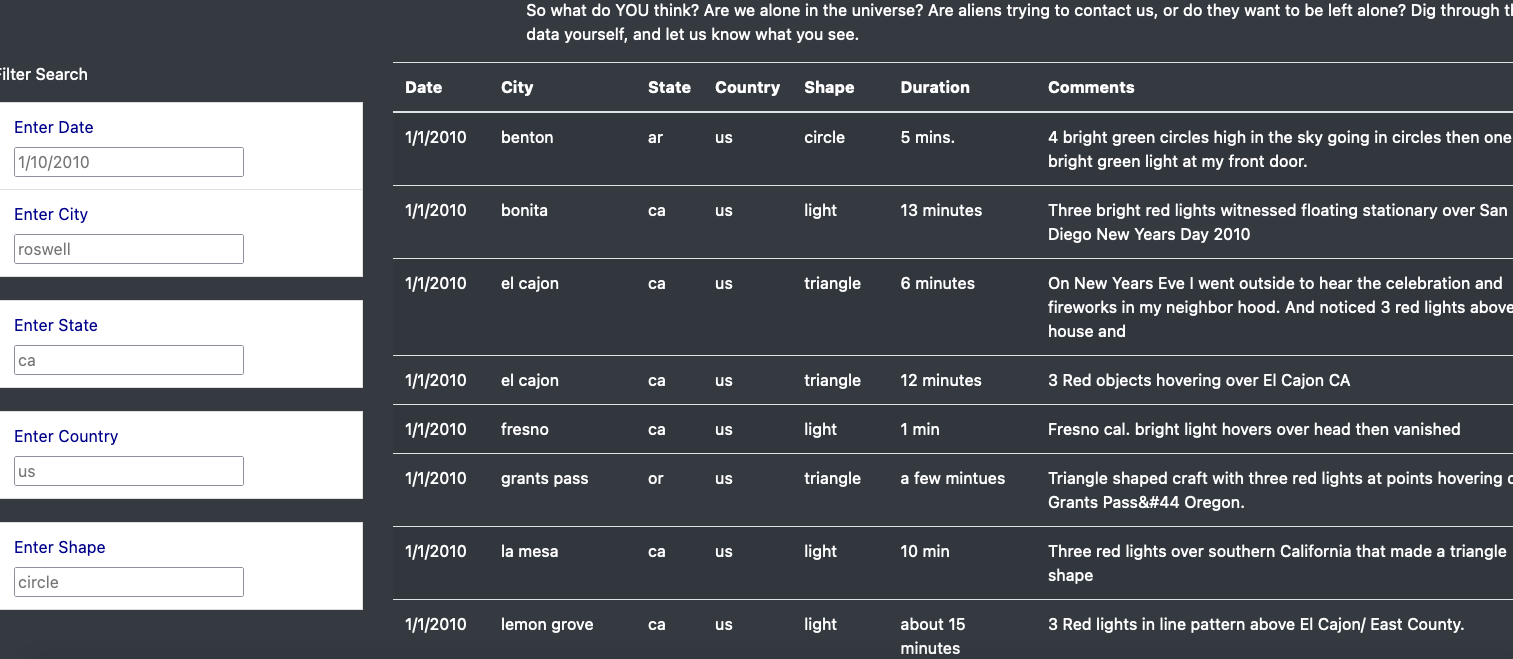 So what do YOU think? Are we alone in the universe? Are aliens trying to contact us, or do they want to be left alone? Dig through
data yourself, and let us know what you see.
Filter Search
Enter Date
1/10/2010
Enter City
roswell
Enter State
ca
Enter Country
us
Enter Shape
circle
Date City State Country Shape Duration Comments
1/1/2010 benton ar us circle 5 mins. 4 bright green circles high in the sky going in circles then one
bright green light at my front door.
1/1/2010 bonita ca us light 13 minutes Three bright red lights witnessed floating stationary over San
Diego New Years Day 2010
1/1/2010 el cajon ca us triangle 6 minutes On New Years Eve I went outside to hear the celebration and
fireworks in my neighbor hood. And noticed 3 red lights above
house and
1/1/2010 el cajon ca us triangle 12 minutes 3 Red objects hovering over El Cajon CA
1/1/2010 fresno ca us light 1 min Fresno cal. bright light hovers over head then vanished
1/1/2010 grants pass or us triangle a few mintues Triangle shaped craft with three red lights at points hovering
Grants Pass&#44 Oregon.
1/1/2010 la mesa ca us light 10 min Three red lights over southern California that made a triangle
shape
1/1/2010 lemon grove ca us light about 15 3 Red lights in line pattern above El Cajon/ East County.
minutes